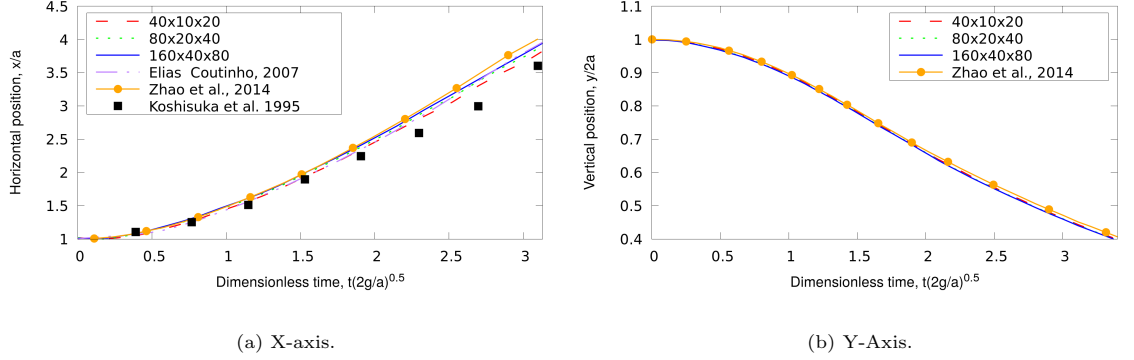 4.5
4
3.5
3
2.5
2
1.5
1
Horizontal position, x/a
40x10x20
80x20x40
160x40x80
Elias Coutinho, 2007
Zhao et al., 2014
Koshisuka et al. 1995
0 0.5 1 1.5 2 2.5 3
Dimensionless time, t(2g/a)^0.5
(a) X-axis.
1.1
1
0.9
0.8
0.7
0.6
0.5
0.4
Vertical position, y/2a
40x10x20
80x20x40
160x40x80
Zhao et al., 2014
0 0.5 1 1.5 2 2.5 3
Dimensionless time, t(2g/a)^0.5
(b) Y-Axis.